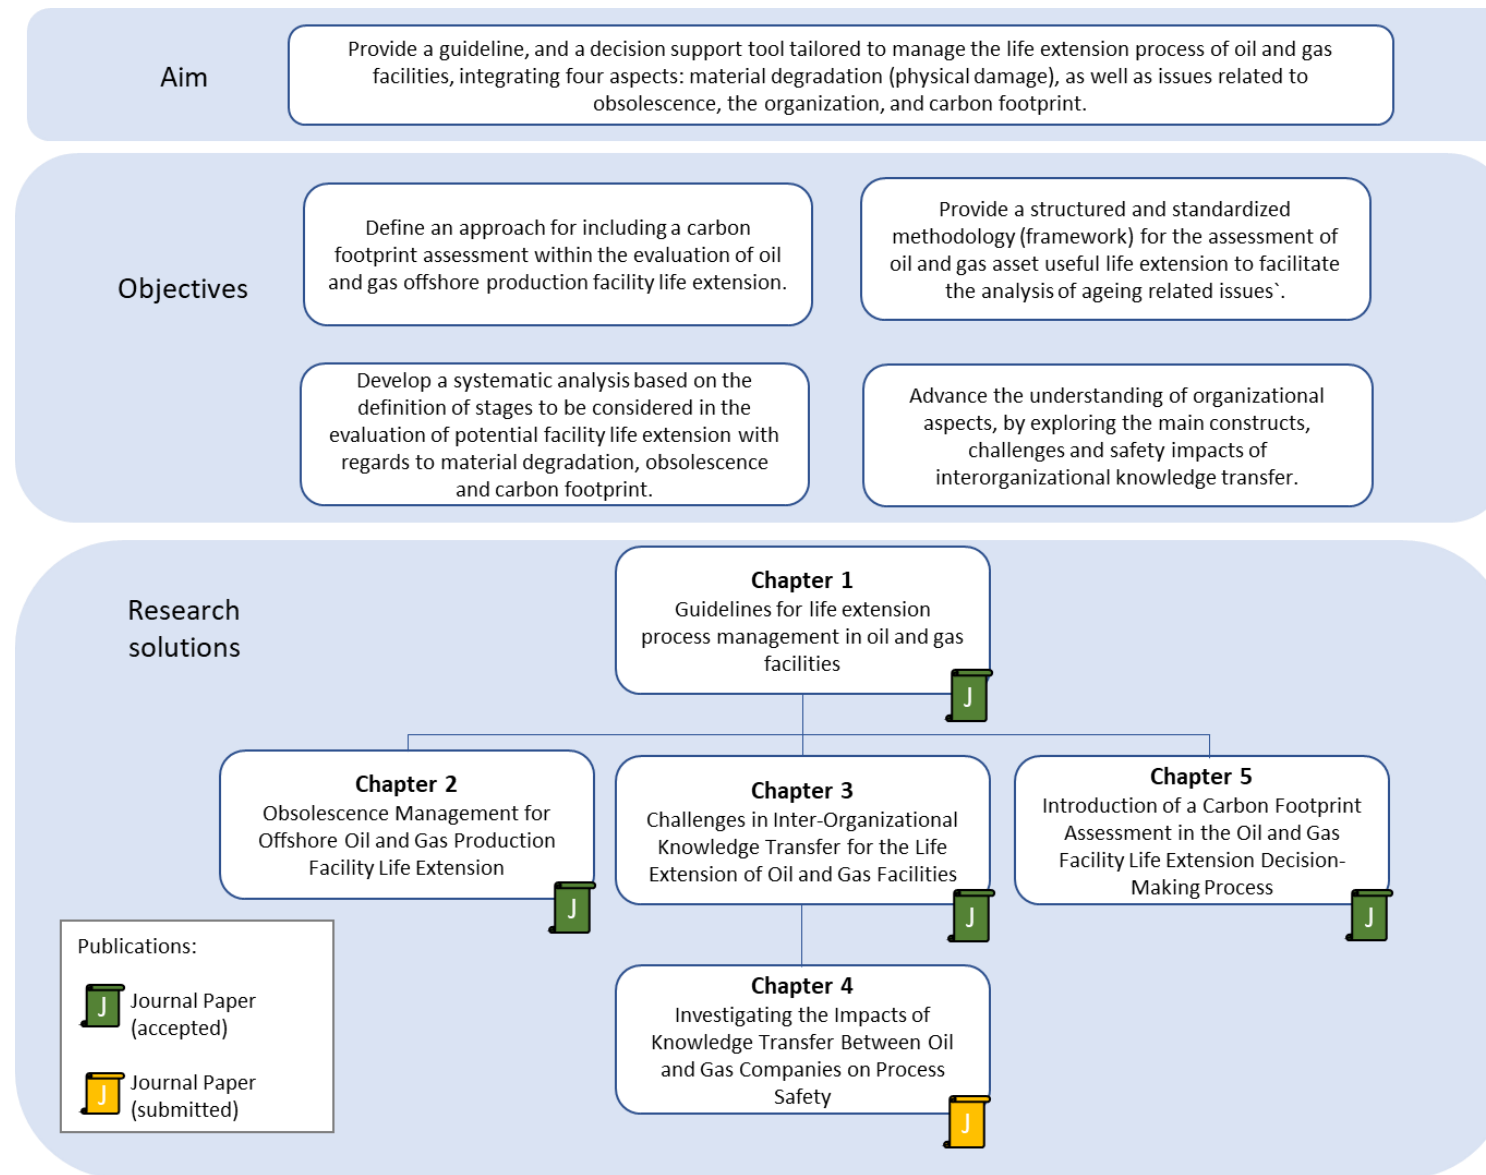 Aim
Provide a guideline, and a decision support tool tailored to manage the life extension process of oil and gas
facilities, integrating four aspects: material degradation (physical damage), as well as issues related to
obsolescence, the organization, and carbon footprint.
Objectives
Define an approach for including a carbon
footprint assessment within the evaluation of oil
and gas offshore production facility life extension.
Provide a structured and standardized
methodology (framework) for the assessment of
oil and gas asset useful life extension to facilitate
the analysis of ageing related issues`.
Develop a systematic analysis based on the
definition of stages to be considered in the
evaluation of potential facility life extension with
regards to material degradation, obsolescence
and carbon footprint.
Advance the understanding of organizational
aspects, by exploring the main constructs,
challenges and safety impacts of
interorganizational knowledge transfer.
Research
solutions
Chapter 1
Guidelines for life extension
process management in oil and gas
facilities
J
Chapter 2
Obsolescence Management for
Offshore Oil and Gas Production
Facility Life Extension
J
Chapter 3
Challenges in Inter-Organizational
Knowledge Transfer for the Life
Extension of Oil and Gas Facilities
J
Chapter 5
Introduction of a Carbon Footprint
Assessment in the Oil and Gas
Facility Life Extension Decision-
Making Process
J
Chapter 4
Investigating the Impacts of
Knowledge Transfer Between Oil
and Gas Companies on Process
Safety
J
Publications:
J
Journal Paper
(accepted)
J
Journal Paper
(submitted)